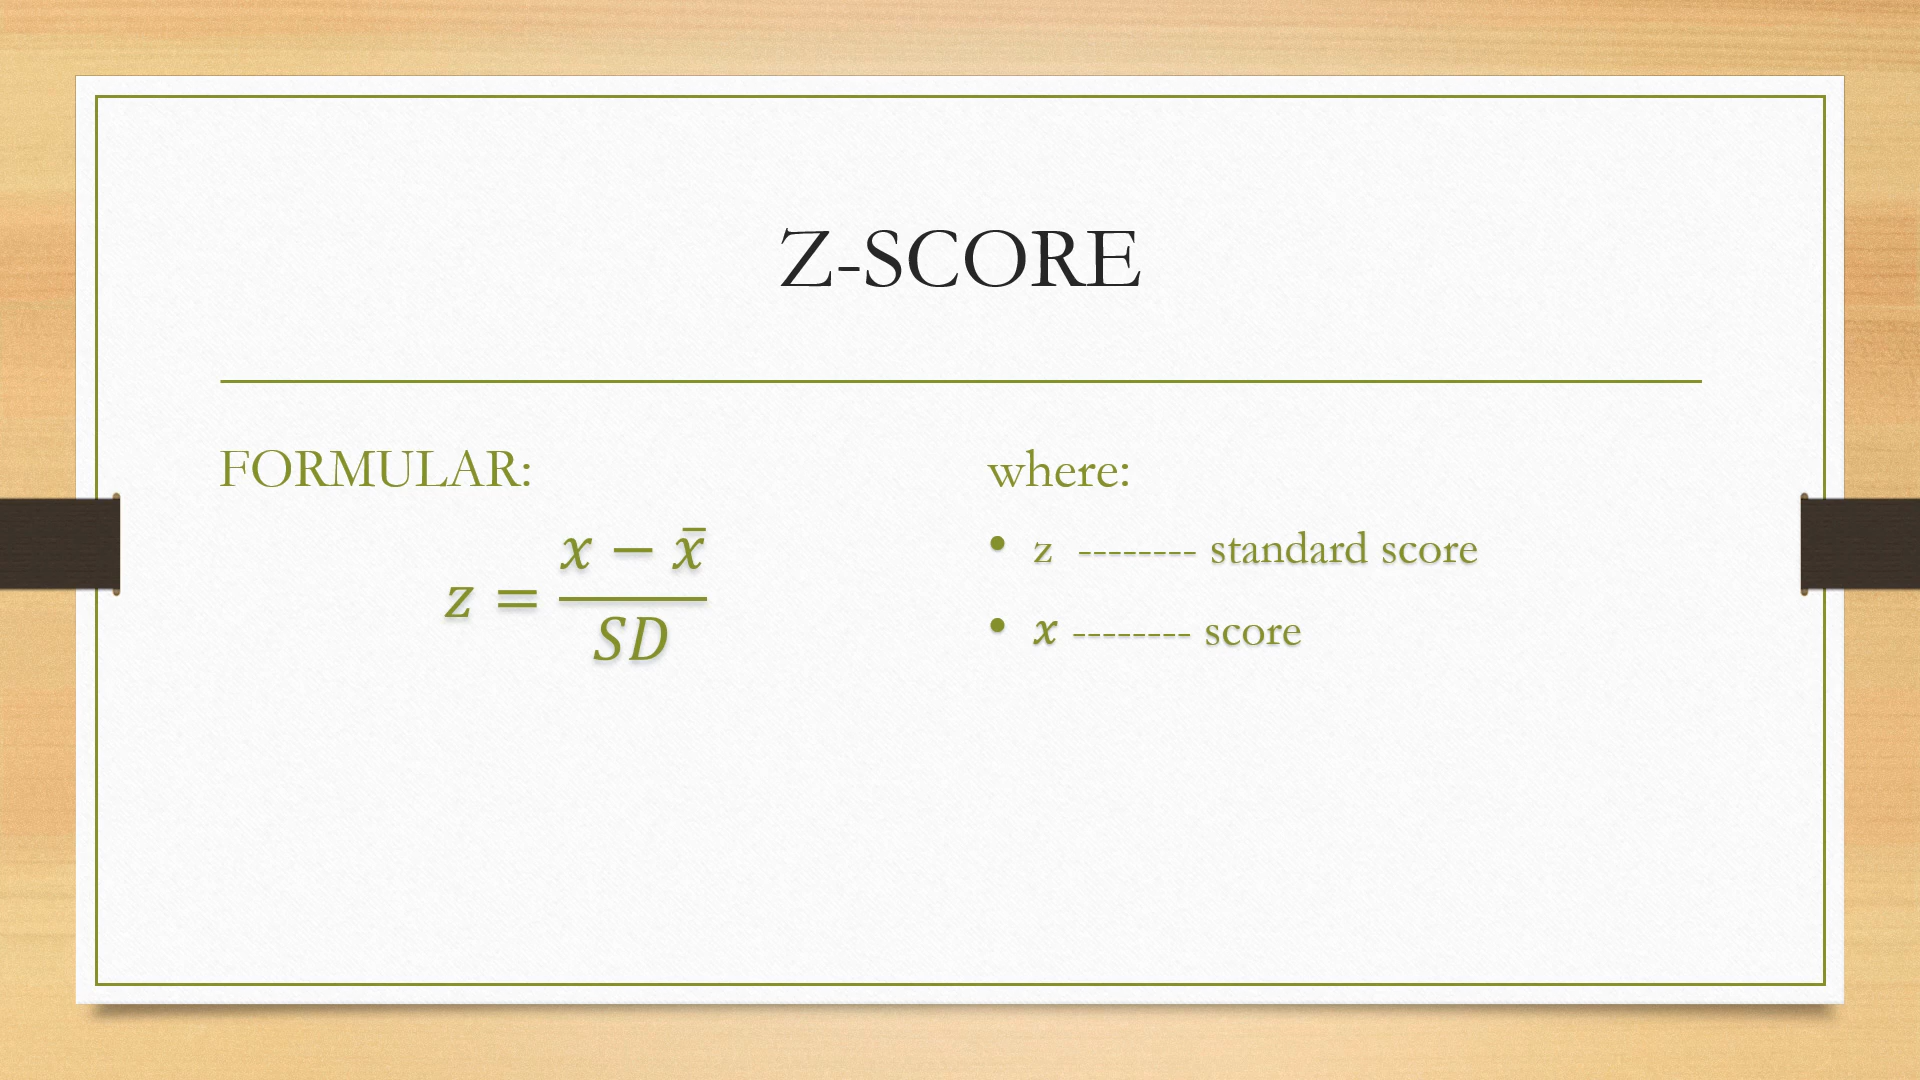 Z-SCORE
FORMULAR:
z = (x − x̄) / SD
where:
• z -------- standard score
• x -------- score